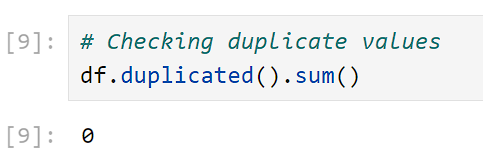 [9]: # Checking duplicate values
df.duplicated().sum()
[9]: 0